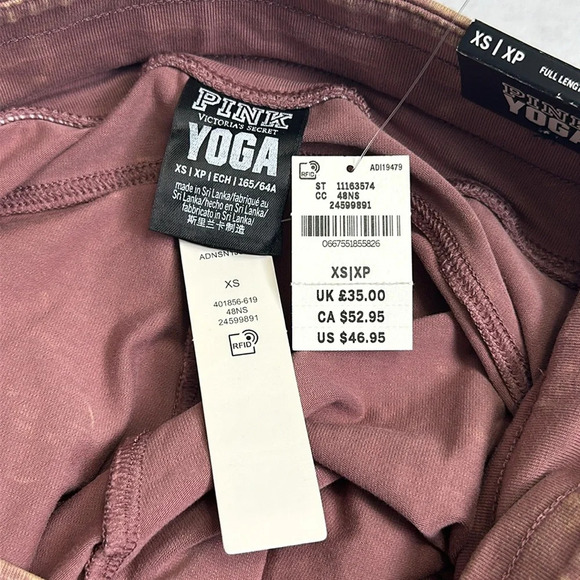 PINK
VICTORIA'S SECRET
YOGA
XS | XP | ECH | 165/64A
made in Sri Lanka/fabriqué au
Sri Lanka/hecho en Sri Lanka/
fabbricato in Sri Lanka/
斯里兰卡制造
XS
401856-619
48NS
24599891
RFID
RFID
ADI19479
ST 11163574
CC 48NS
24599891
0667551855826
XS|XP
UK £35.00
CA $52.95
US $46.95
XS | XP
FULL
PINK
YOGA